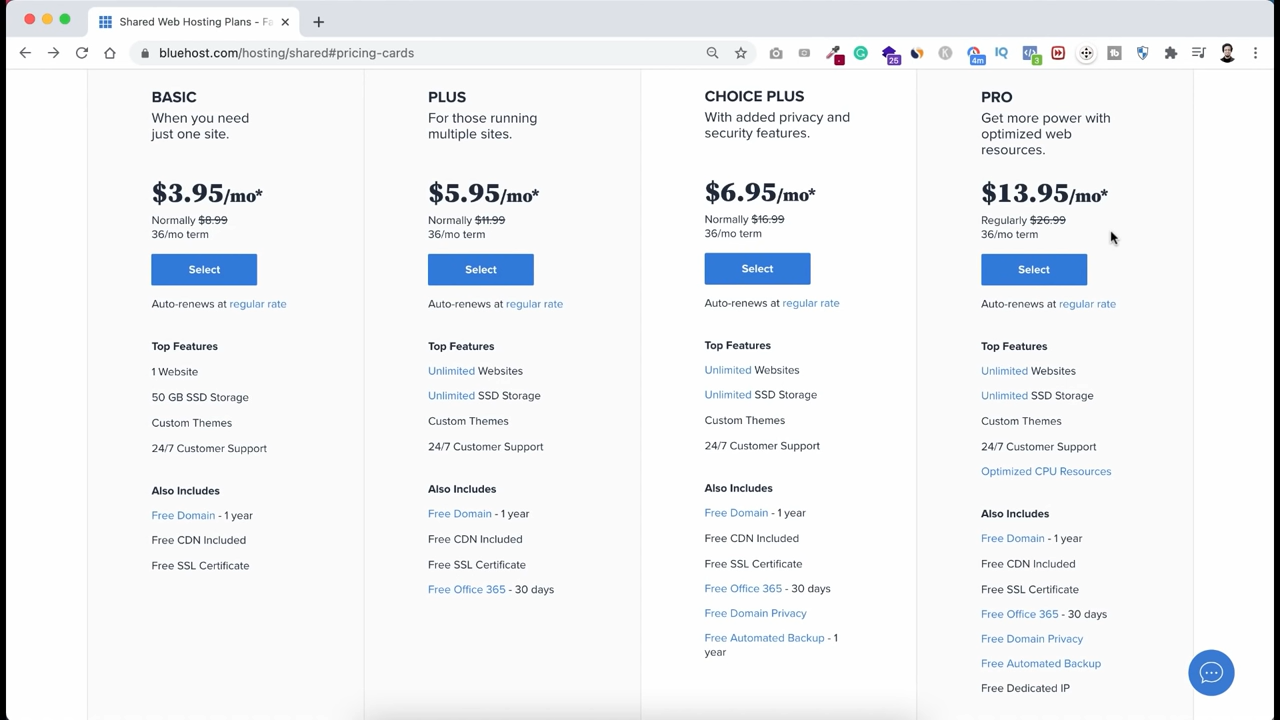 Shared Web Hosting Plans - Fa
bluehost.com/hosting/shared#pricing-cards
25
4m
IQ
3
tb
K
BASIC
When you need
just one site.
$3.95/mo*
Normally $8.99
36/mo term
Select
Auto-renews at regular rate
Top Features
1 Website
50 GB SSD Storage
Custom Themes
24/7 Customer Support
Also Includes
Free Domain - 1 year
Free CDN Included
Free SSL Certificate
PLUS
For those running
multiple sites.
$5.95/mo*
Normally $11.99
36/mo term
Select
Auto-renews at regular rate
Top Features
Unlimited Websites
Unlimited SSD Storage
Custom Themes
24/7 Customer Support
Also Includes
Free Domain - 1 year
Free CDN Included
Free SSL Certificate
Free Office 365 - 30 days
CHOICE PLUS
With added privacy and
security features.
$6.95/mo*
Normally $16.99
36/mo term
Select
Auto-renews at regular rate
Top Features
Unlimited Websites
Unlimited SSD Storage
Custom Themes
24/7 Customer Support
Also Includes
Free Domain - 1 year
Free CDN Included
Free SSL Certificate
Free Office 365 - 30 days
Free Domain Privacy
Free Automated Backup - 1
year
PRO
Get more power with
optimized web
resources.
$13.95/mo*
Regularly $26.99
36/mo term
Select
Auto-renews at regular rate
Top Features
Unlimited Websites
Unlimited SSD Storage
Custom Themes
24/7 Customer Support
Optimized CPU Resources
Also Includes
Free Domain - 1 year
Free CDN Included
Free SSL Certificate
Free Office 365 - 30 days
Free Domain Privacy
Free Automated Backup
Free Dedicated IP